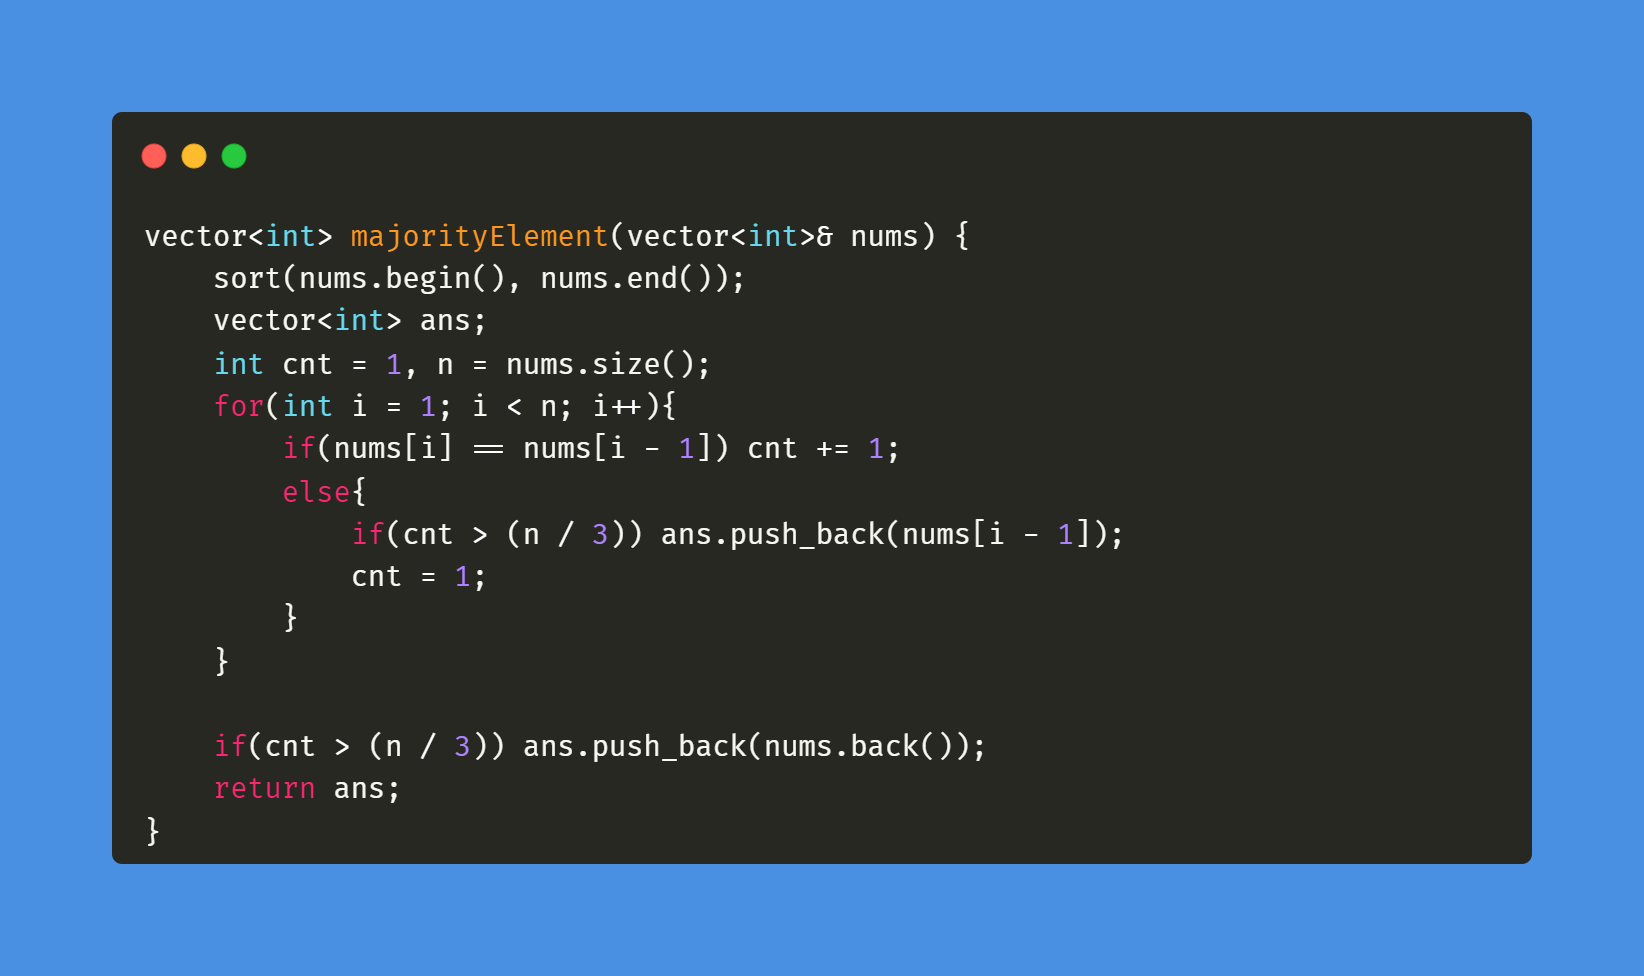 vector<int> majorityElement(vector<int>& nums) {
    sort(nums.begin(), nums.end());
    vector<int> ans;
    int cnt = 1, n = nums.size();
    for(int i = 1; i < n; i++){
        if(nums[i] == nums[i - 1]) cnt += 1;
        else{
            if(cnt > (n / 3)) ans.push_back(nums[i - 1]);
            cnt = 1;
        }
    }

    if(cnt > (n / 3)) ans.push_back(nums.back());
    return ans;
}